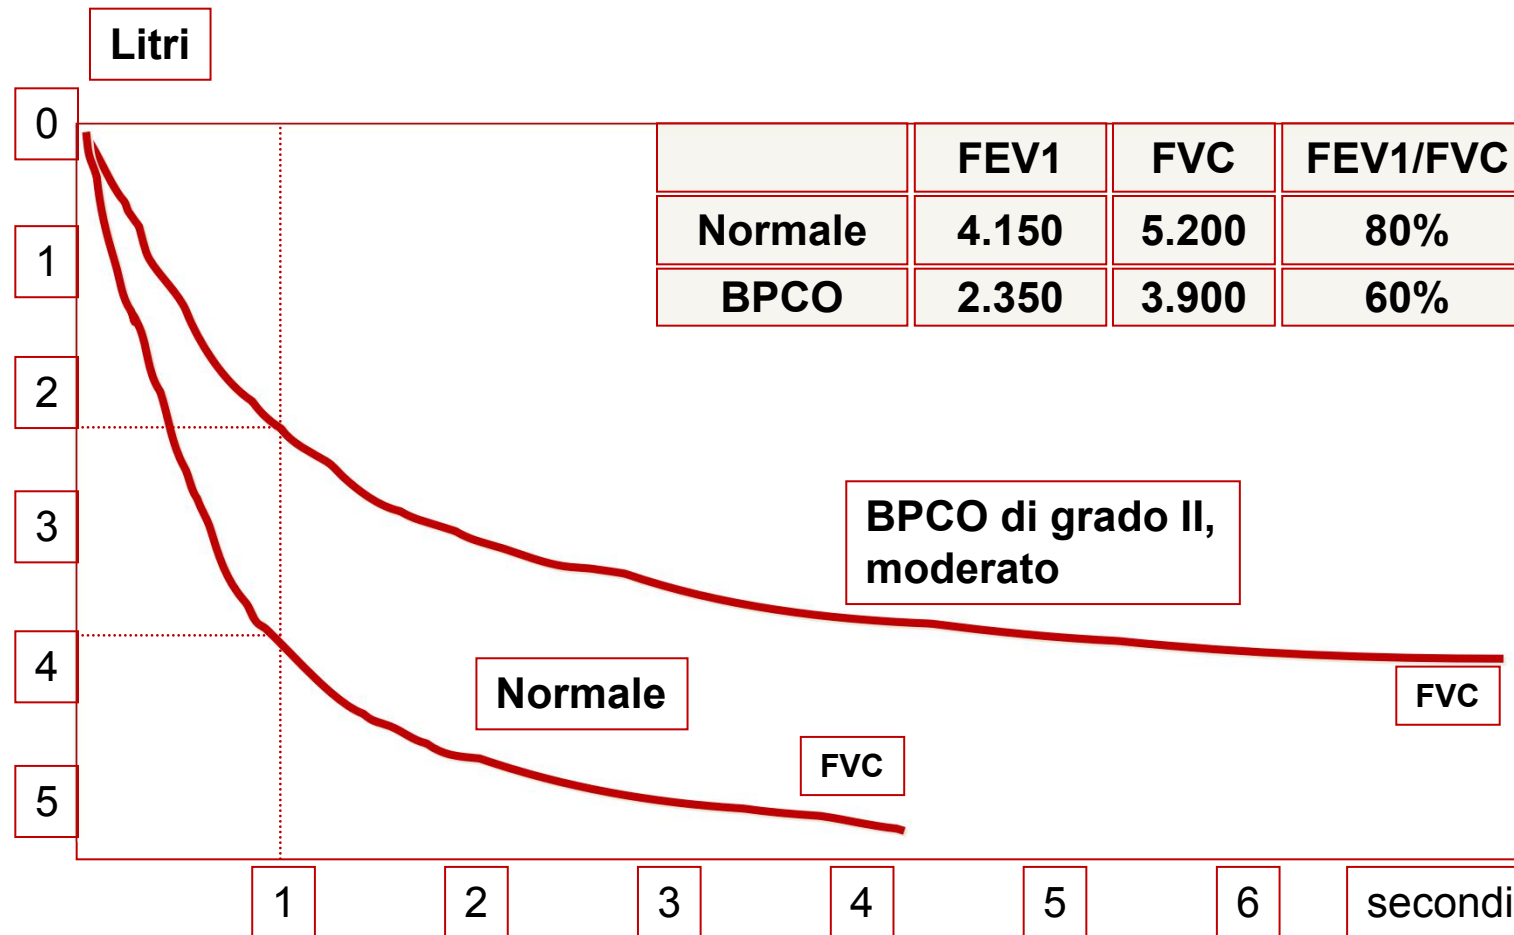 Litri
0
FEV1 FVC FEV1/FVC
Normale 4.150 5.200 80%
BPCO 2.350 3.900 60%
1
2
3
BPCO di grado II,
moderato
4
Normale
FVC
FVC
5
1 2 3 4 5 6 secondi